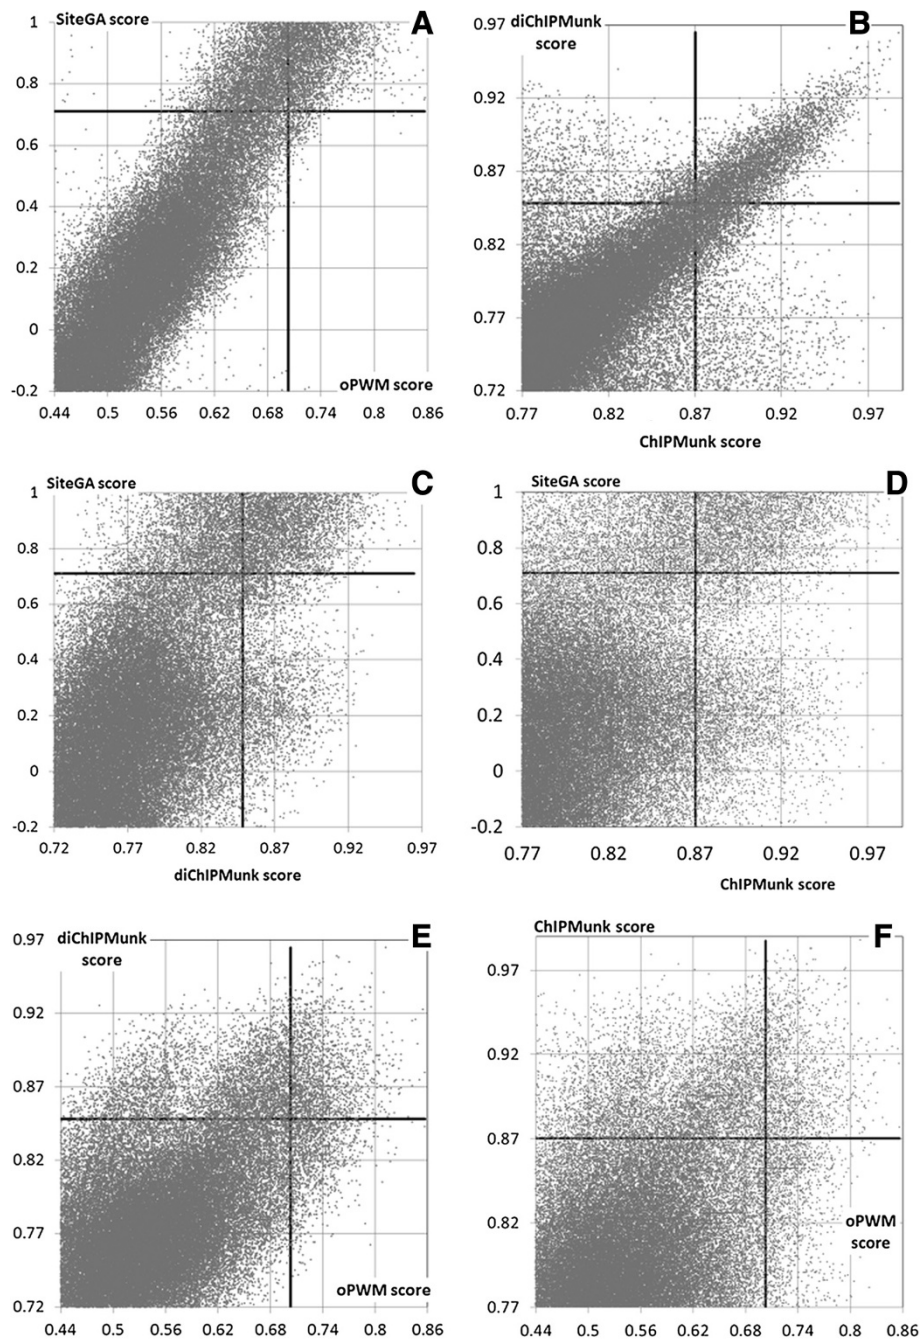 SiteGA score
A
1
0.8
0.6
0.4
0.2
0
-0.2
oPWM score
0.44 0.5 0.56 0.62 0.68 0.74 0.8 0.86
0.97
diChIPMunk
score
B
0.92
0.87
0.82
0.77
0.72
0.77 0.82 0.87 0.92 0.97
ChIPMunk score
SiteGA score
C
1
0.8
0.6
0.4
0.2
0
-0.2
0.72 0.77 0.82 0.87 0.92 0.97
diChIPMunk score
SiteGA score
D
1
0.8
0.6
0.4
0.2
0
-0.2
0.77 0.82 0.87 0.92 0.97
ChIPMunk score
0.97
diChIPMunk
score
E
0.92
0.87
0.82
0.77
0.72
oPWM score
0.44 0.5 0.56 0.62 0.68 0.74 0.8 0.86
ChIPMunk score
F
0.97
0.92
0.87
0.82
0.77
oPWM
score
0.44 0.5 0.56 0.62 0.68 0.74 0.8 0.86